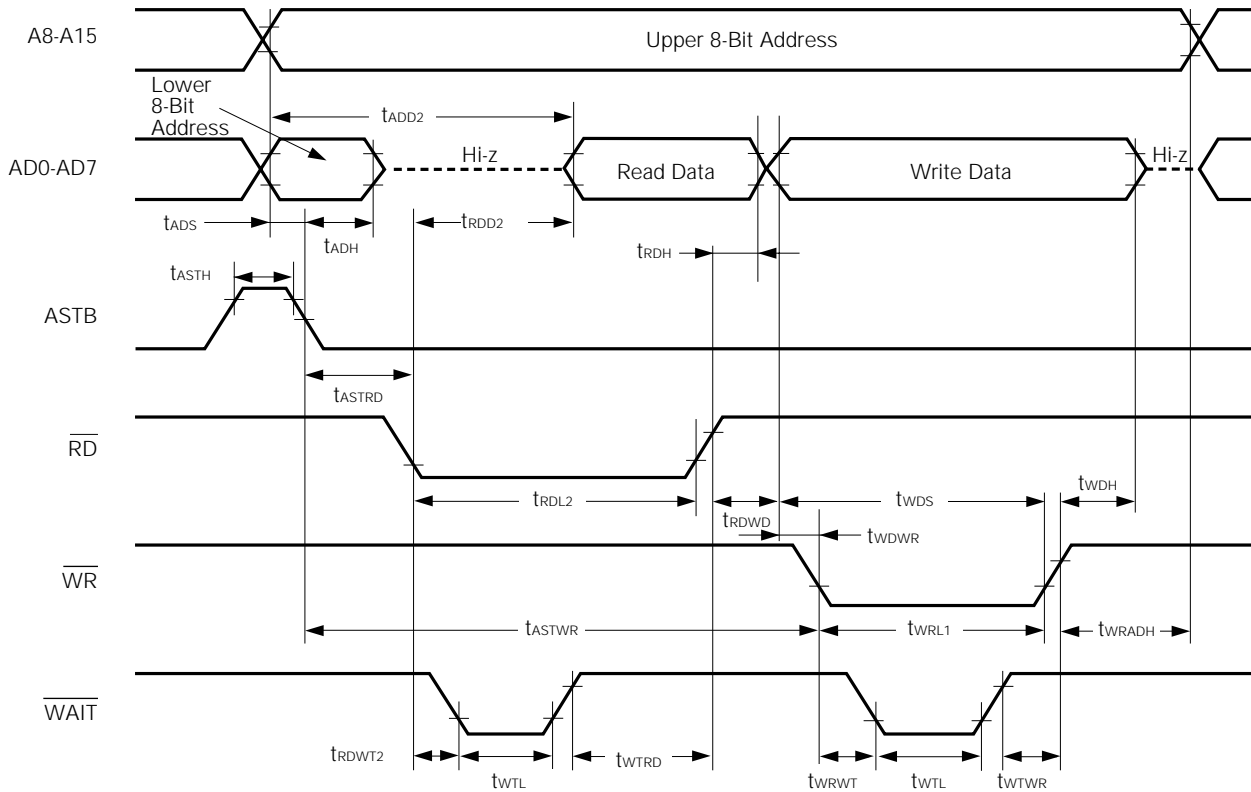 A8-A15
Upper 8-Bit Address
Lower
8-Bit
Address
tADD2
AD0-AD7
Hi-z
Read Data
Write Data
Hi-z
tADS
tADH
tRDD2
tRDH
tASTH
ASTB
tASTRD
RD
tRDL2
tRDWD
tWDS
tWDH
tWDWR
WR
tASTWR
tWRL1
tWRADH
WAIT
tRDWT2
tWTL
tWTRD
tWRWT
tWTL
tWTWR